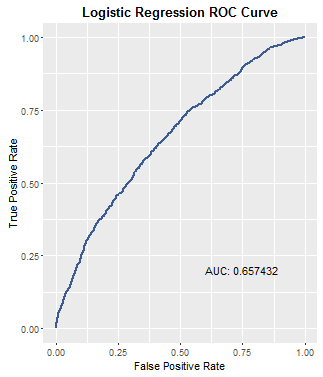 Logistic Regression ROC Curve
True Positive Rate
1.00
0.75
0.50
0.25
0.00
AUC: 0.657432
0.00 0.25 0.50 0.75 1.00
False Positive Rate